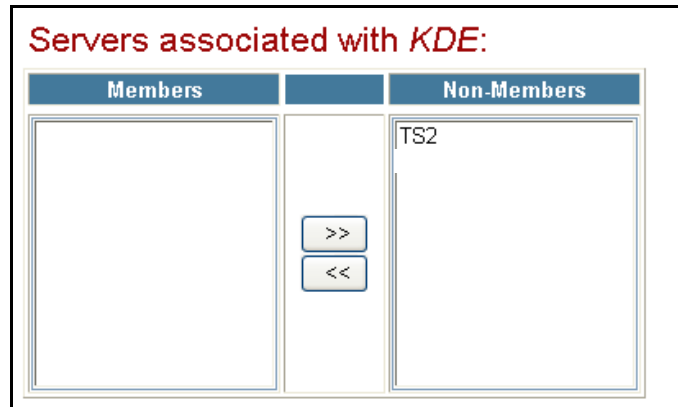 Servers associated with KDE:
Members
Non-Members
TS2
>>
<<